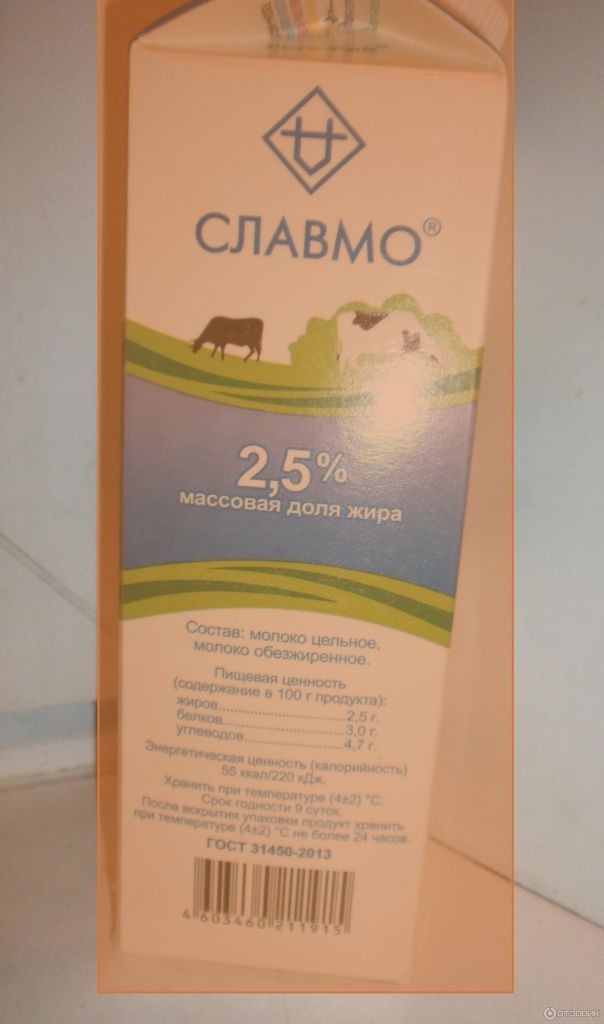 СЛАВМО®
2,5%
массовая доля жира
Состав: молоко цельное,
молоко обезжиренное.
Пищевая ценность
(содержание в 100 г продукта):
жиров..............................2,5 г.
белков.............................3,0 г.
углеводов.......................4,7 г.
Энергетическая ценность (калорийность)
55 ккал/220 кДж.
Хранить при температуре (4±2) °С.
Срок годности 9 суток.
После вскрытия упаковки продукт хранить
при температуре (4±2) °С не более 24 часов.
ГОСТ 31450-2013
4 603460 211915
ОТЗОВИК